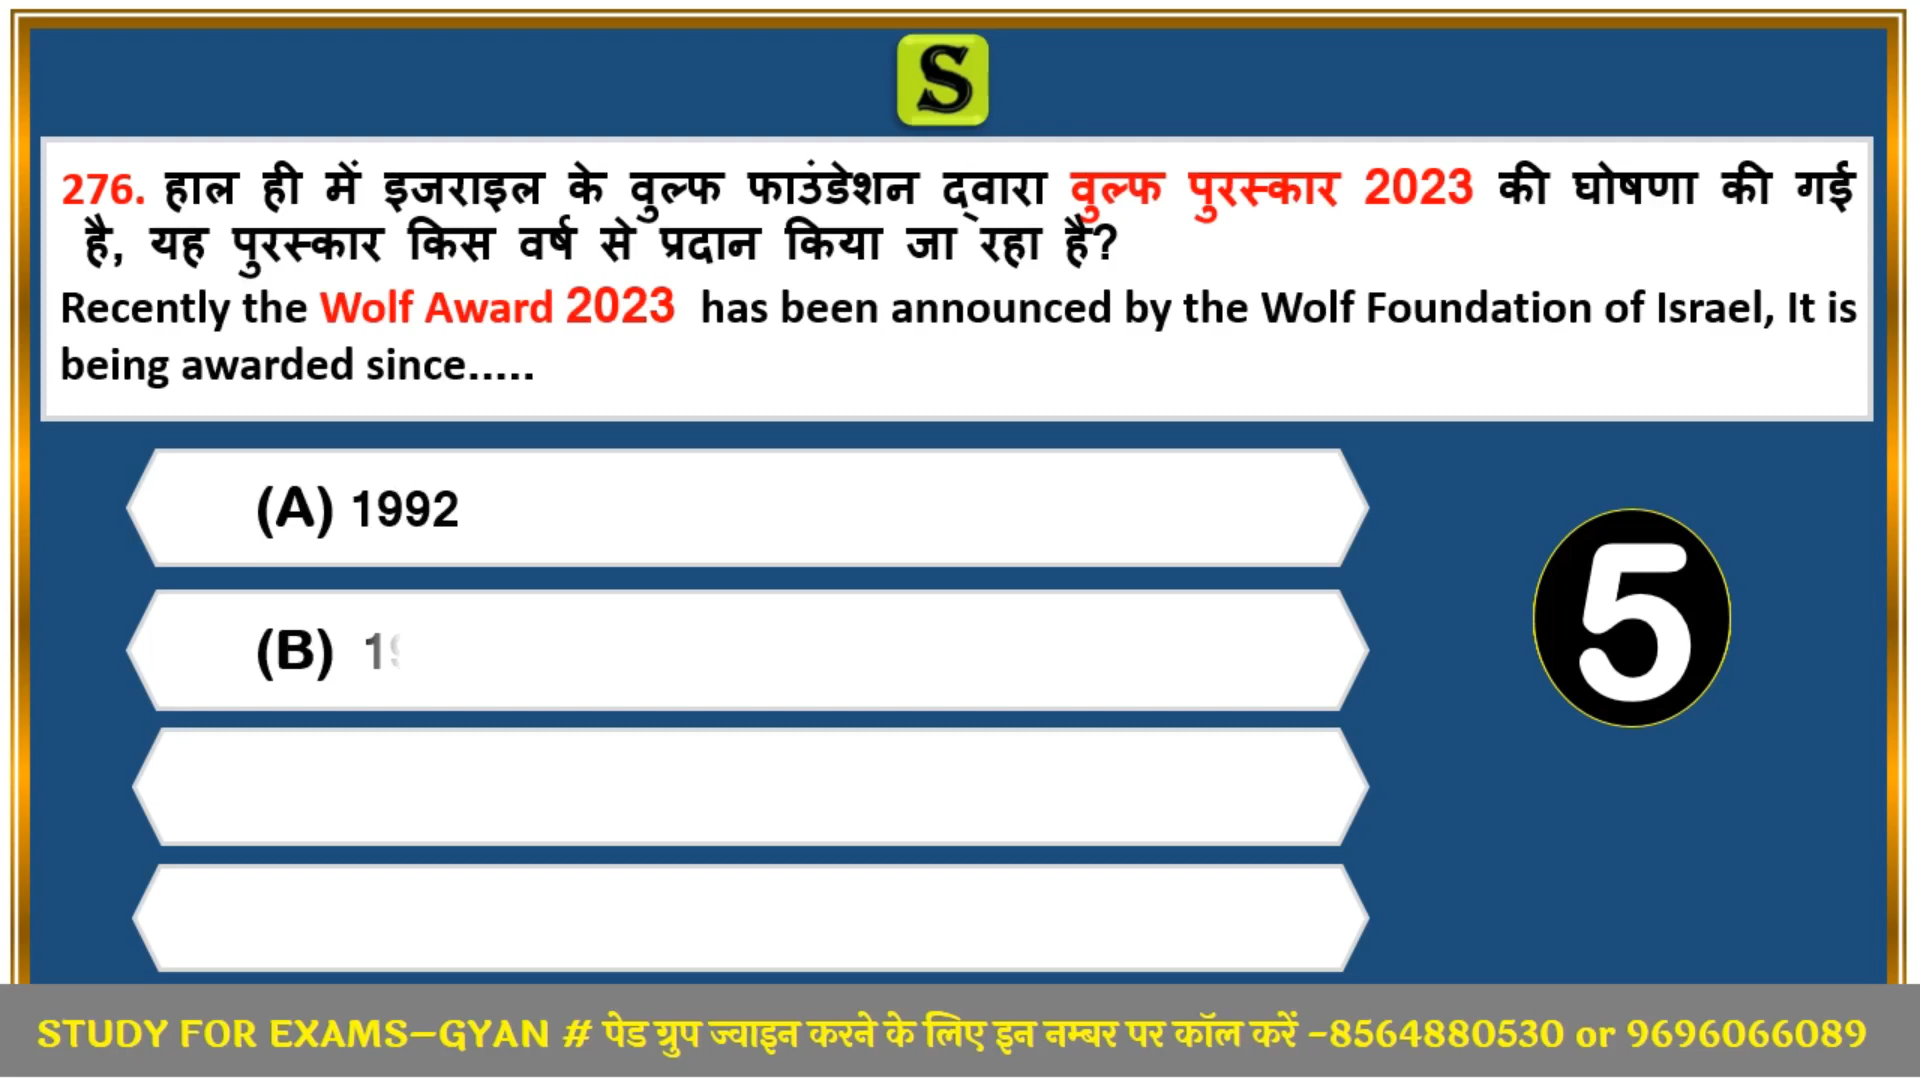 S
276. हाल ही में इजराइल के वुल्फ फाउंडेशन द्वारा वुल्फ पुरस्कार 2023 की घोषणा की गई
है, यह पुरस्कार किस वर्ष से प्रदान किया जा रहा है?
Recently the Wolf Award 2023 has been announced by the Wolf Foundation of Israel, It is
being awarded since.....
(A) 1992
(B)
5
STUDY FOR EXAMS–GYAN # पेड ग्रुप ज्वाइन करने के लिए इन नम्बर पर कॉल करें –8564880530 or 9696066089